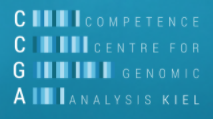 C COMPETENCE
C CENTRE FOR
G GENOMIC
A ANALYSIS KIEL